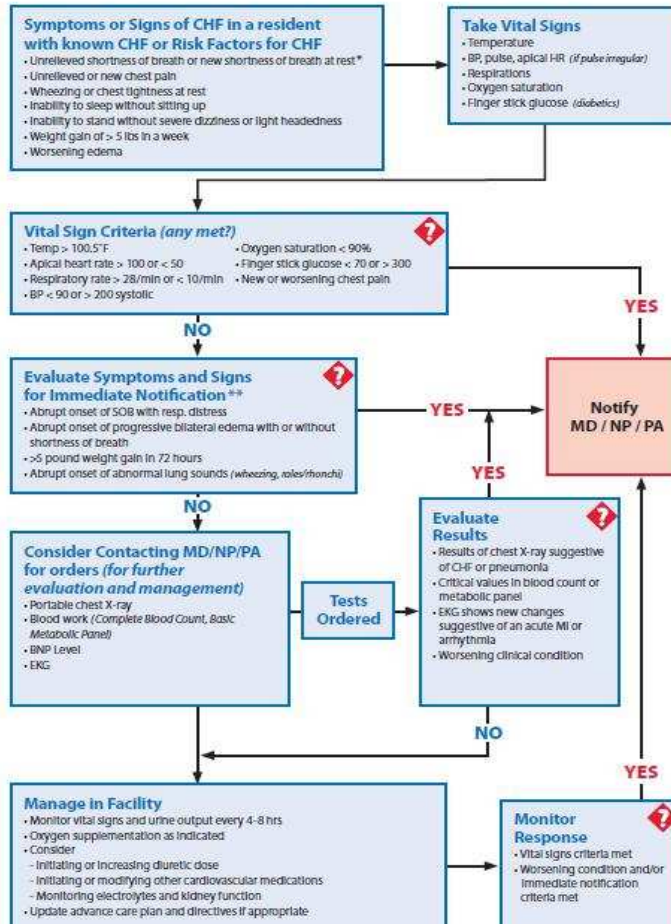 Symptoms or Signs of CHF in a resident
with known CHF or Risk Factors for CHF
• Unrelieved shortness of breath or new shortness of breath at rest*
• Unrelieved or new chest pain
• Wheezing or chest tightness at rest
• Inability to sleep without sitting up
• Inability to stand without severe dizziness or light headedness
• Weight gain of > 5 lbs in a week
• Worsening edema
Take Vital Signs
• Temperature
• BP, pulse, apical HR (if pulse irregular)
• Respirations
• Oxygen saturation
• Finger stick glucose (diabetics)
Vital Sign Criteria (any met?)
?
• Temp > 100.5°F
• Apical heart rate > 100 or < 50
• Respiratory rate > 28/min or < 10/min
• BP < 90 or > 200 systolic
• Oxygen saturation < 90%
• Finger stick glucose < 70 or > 300
• New or worsening chest pain
YES
NO
Evaluate Symptoms and Signs
for Immediate Notification**
?
• Abrupt onset of SOB with resp. distress
• Abrupt onset of progressive bilateral edema with or without
shortness of breath
• >5 pound weight gain in 72 hours
• Abrupt onset of abnormal lung sounds (wheezing, rales/rhonchi)
YES
Notify
MD / NP / PA
YES
NO
Consider Contacting MD/NP/PA
for orders (for further
evaluation and management)
• Portable chest X-ray
• Blood work (Complete Blood Count, Basic
Metabolic Panel)
• BNP Level
• EKG
Tests
Ordered
Evaluate
Results
?
• Results of chest X-ray suggestive
of CHF or pneumonia
• Critical values in blood count or
metabolic panel
• EKG shows new changes
suggestive of an acute MI or
arrhythmia
• Worsening clinical condition
NO
YES
Manage in Facility
• Monitor vital signs and urine output every 4-8 hrs
• Oxygen supplementation as indicated
• Consider
- Initiating or increasing diuretic dose
- Initiating or modifying other cardiovascular medications
- Monitoring electrolytes and kidney function
• Update advance care plan and directives if appropriate
Monitor
Response
?
• Vital signs criteria met
• Worsening condition and/or
immediate notification
criteria met